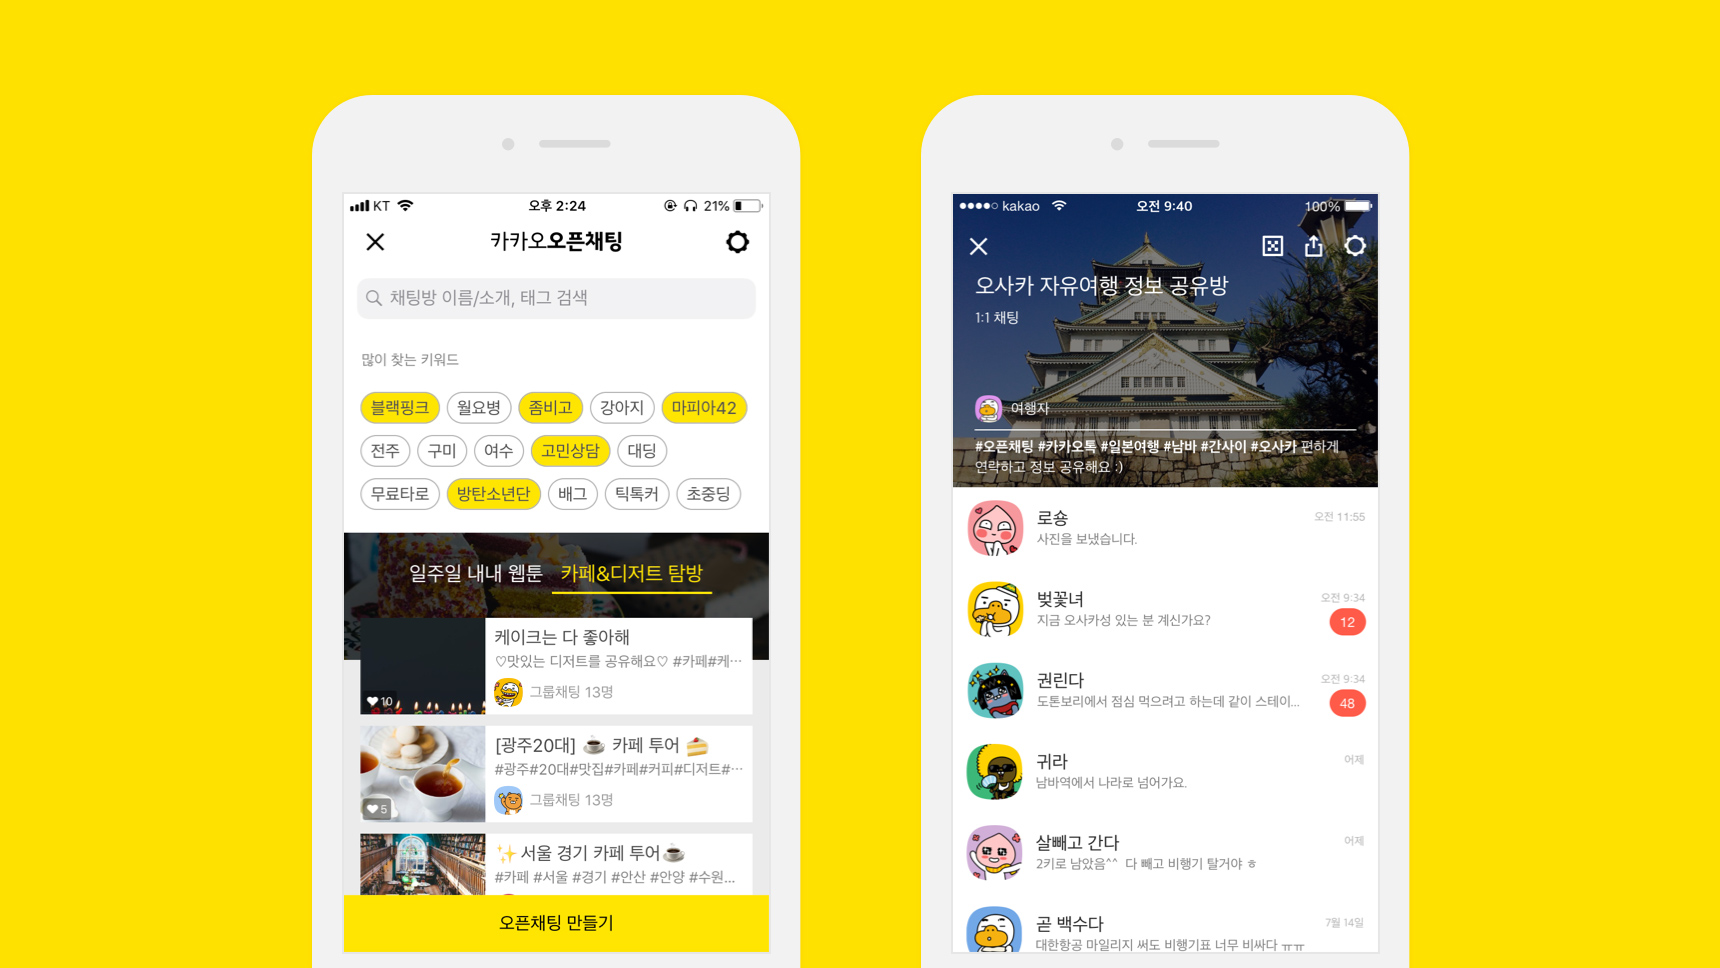 KT 오후 2:24 21%
카카오오픈채팅
채팅방 이름/소개, 태그 검색
많이 찾는 키워드
블랙핑크 월요병 좀비고 강아지 마피아42
전주 구미 여수 고민상담 대딩
무료타로 방탄소년단 배그 틱톡커 초중딩
일주일 내내 웹툰 카페&디저트 탐방
케이크는 다 좋아해
♡맛있는 디저트를 공유해요♡ #카페#케…
그룹채팅 13명
♥10
[광주20대] ☕ 카페 투어 🍰
#광주#20대#맛집#카페#커피#디저트#…
그룹채팅 13명
♥5
✨서울 경기 카페 투어☕
#카페 #서울 #경기 #안산 #안양 #수원...
오픈채팅 만들기
kakao 오전 9:40 100%
오사카 자유여행 정보 공유방
1:1 채팅
여행자
#오픈채팅 #카카오톡 #일본여행 #남바 #간사이 #오사카 편하게
연락하고 정보 공유해요 :)
로숑 오전 11:55
사진을 보냈습니다.
벚꽃녀 오전 9:34
지금 오사카성 있는 분 계신가요? 12
권린다 오전 9:34
도톤보리에서 점심 먹으려고 하는데 같이 스테이... 48
귀라 어제
남바역에서 나라로 넘어가요.
살빼고 간다 어제
2키로 남았음^^ 다 빼고 비행기 탈거야 ㅎ
곧 백수다 7월 14일
대한항공 마일리지 써도 비행기표 너무 비싸다 ㅠㅠ